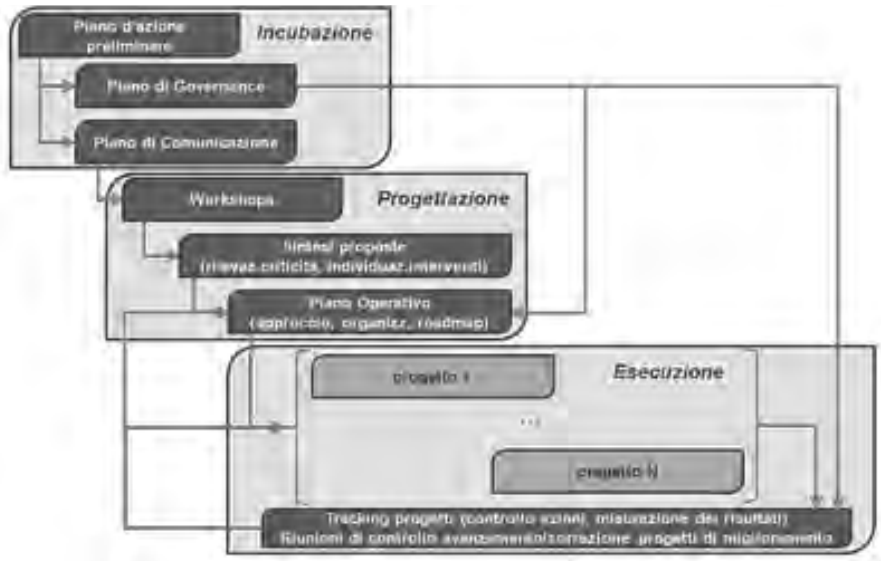 Piano d'azione
preliminare
Incubazione
Piano di Governance
Piano di Comunicazione
Workshops
Progettazione
Sintesi proposte
(rilevaz.criticità, individuaz.interventi)
Piano Operativo
(approccio, organizz, roadmap)
progetto 1
Esecuzione
...
progetto N
Tracking progetti (controllo azioni, misurazione dei risultati)
Riunioni di controllo avanzamento/correzione progetti di miglioramento